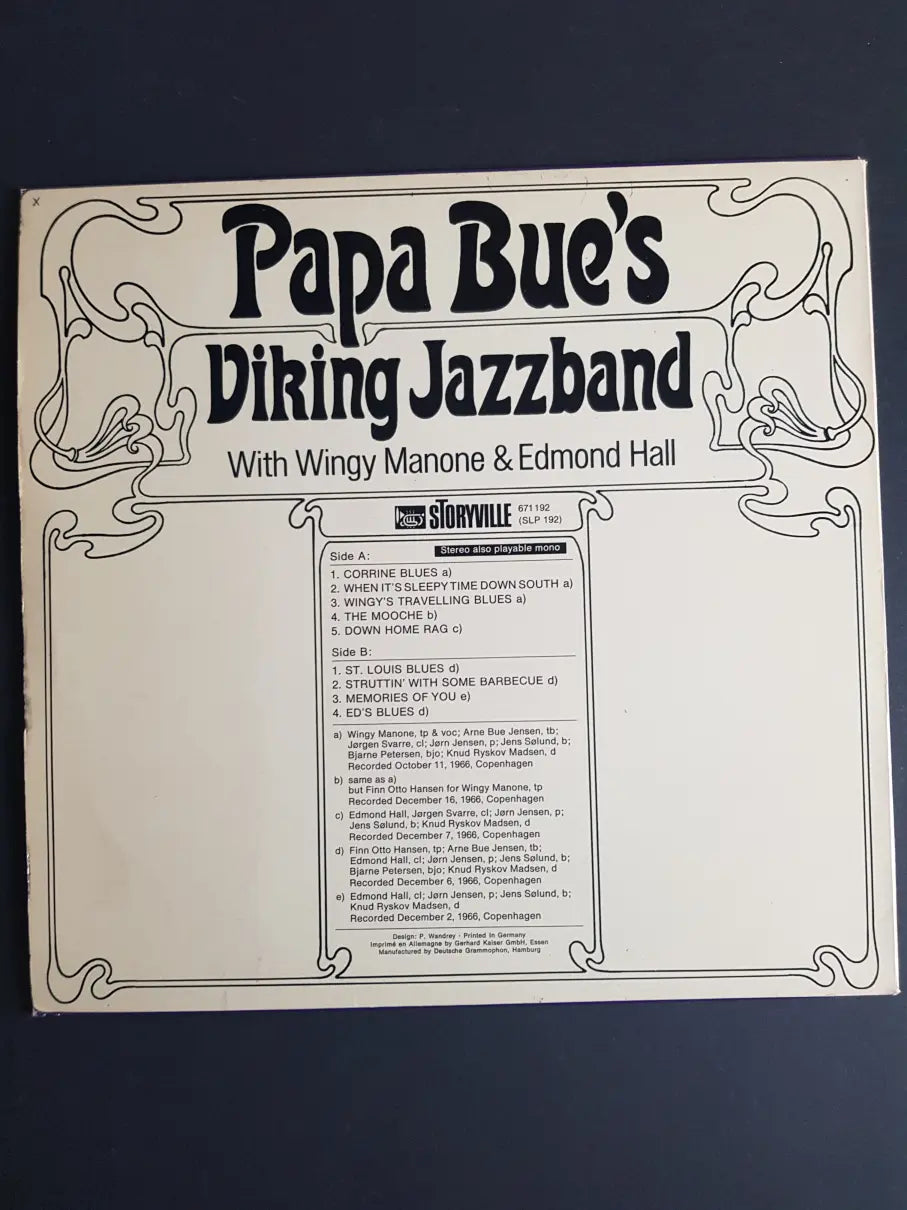 x
Papa Bue's
Viking Jazzband
With Wingy Manone & Edmond Hall
STORYVILLE 671 192
(SLP 192)
Stereo also playable mono
Side A:
1. CORRINE BLUES a)
2. WHEN IT'S SLEEPY TIME DOWN SOUTH a)
3. WINGY'S TRAVELLING BLUES a)
4. THE MOOCHE b)
5. DOWN HOME RAG c)
Side B:
1. ST. LOUIS BLUES d)
2. STRUTTIN' WITH SOME BARBECUE d)
3. MEMORIES OF YOU e)
4. ED'S BLUES d)
a) Wingy Manone, tp & voc; Arne Bue Jensen, tb;
Jørgen Svarre, cl; Jørn Jensen, p; Jens Sølund, b;
Bjarne Petersen, bjo; Knud Ryskov Madsen, d
Recorded October 11, 1966, Copenhagen
b) same as a)
but Finn Otto Hansen for Wingy Manone, tp
Recorded December 16, 1966, Copenhagen
c) Edmond Hall, Jørgen Svarre, cl; Jørn Jensen, p;
Jens Sølund, b; Knud Ryskov Madsen, d
Recorded December 7, 1966, Copenhagen
d) Finn Otto Hansen, tp; Arne Bue Jensen, tb;
Edmond Hall, cl; Jørn Jensen, p; Jens Sølund, b;
Bjarne Petersen, bjo; Knud Ryskov Madsen, d
Recorded December 6, 1966, Copenhagen
e) Edmond Hall, cl; Jørn Jensen, p; Jens Sølund, b;
Knud Ryskov Madsen, d
Recorded December 2, 1966, Copenhagen
Design: P. Wandrey · Printed in Germany
Imprimé en Allemagne by Gerhard Kaiser GmbH, Essen
Manufactured by Deutsche Grammophon, Hamburg